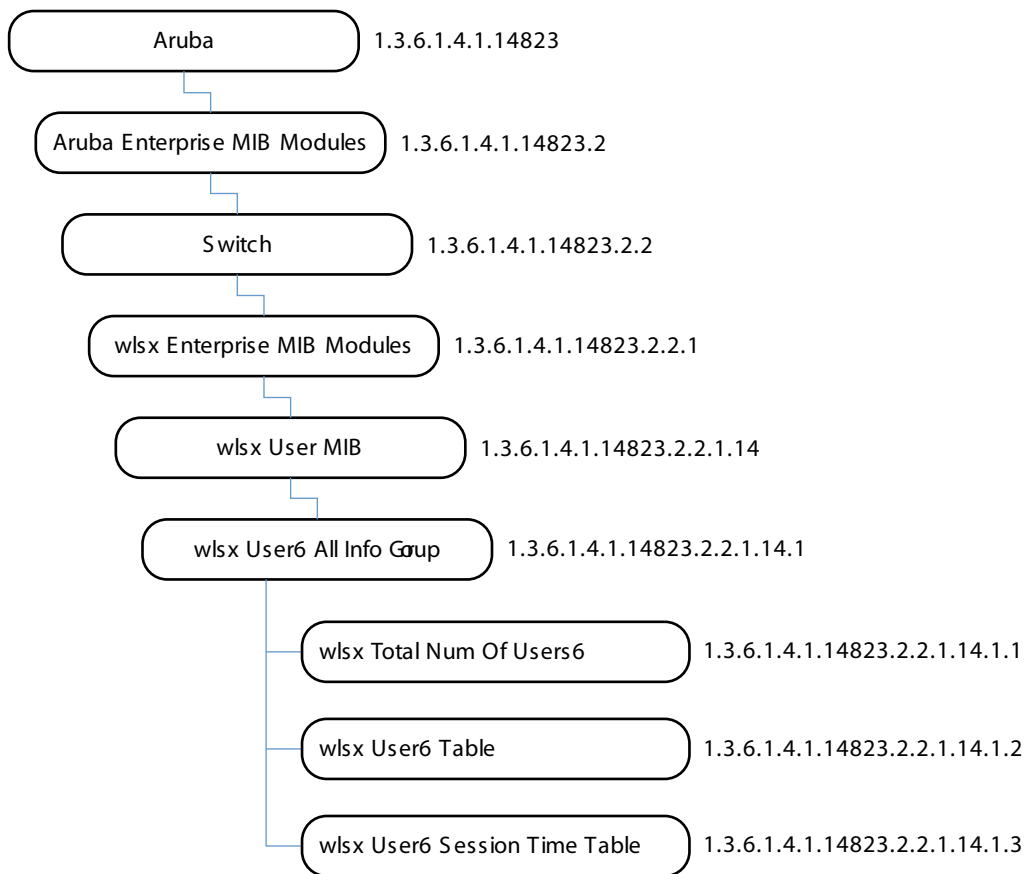 Aruba 1.3.6.1.4.1.14823
Aruba Enterprise MIB Modules 1.3.6.1.4.1.14823.2
Switch 1.3.6.1.4.1.14823.2.2
wlsx Enterprise MIB Modules 1.3.6.1.4.1.14823.2.2.1
wlsx User MIB 1.3.6.1.4.1.14823.2.2.1.14
wlsx User6 All Info Gorup 1.3.6.1.4.1.14823.2.2.1.14.1
wlsx Total Num Of Users6 1.3.6.1.4.1.14823.2.2.1.14.1.1
wlsx User6 Table 1.3.6.1.4.1.14823.2.2.1.14.1.2
wlsx User6 Session Time Table 1.3.6.1.4.1.14823.2.2.1.14.1.3